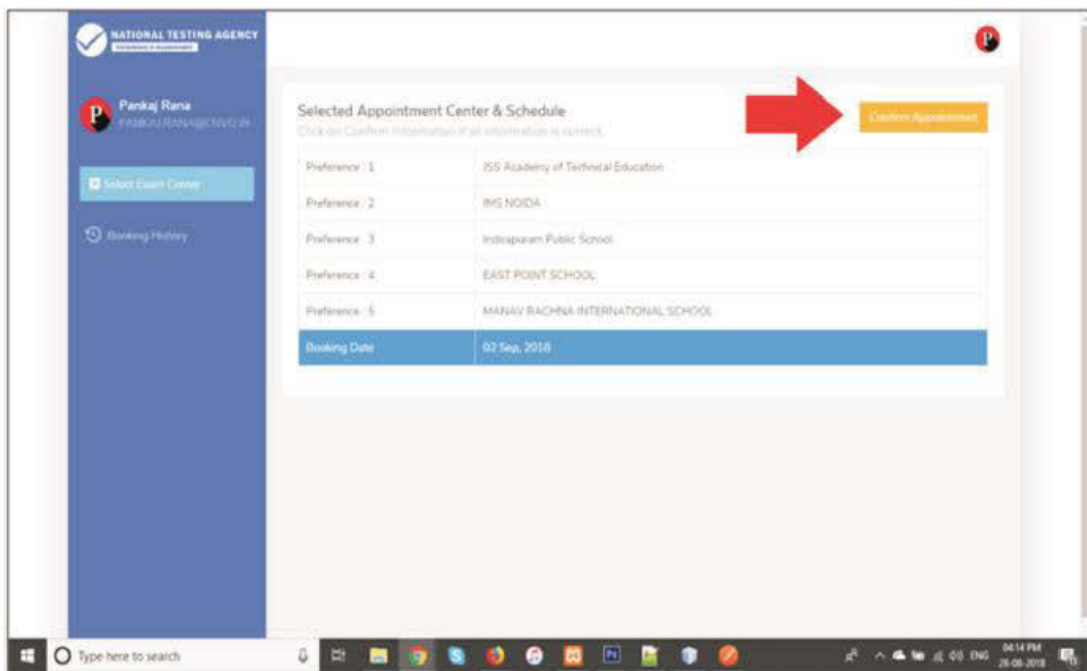 NATIONAL TESTING AGENCY
Pankaj Rana
Select Exam Center
Booking History
P
P
Selected Appointment Center & Schedule
Click on Confirm Information if all information is correct.
Confirm Appointment
Preference : 1 JSS Academy of Technical Education
Preference : 2 IMS NOIDA
Preference : 3 Indirapuram Public School
Preference : 4 EAST POINT SCHOOL
Preference : 5 MANAV RACHNA INTERNATIONAL SCHOOL
Booking Date 02 Sep, 2018
Type here to search
ENG
04:14 PM
28-08-2018